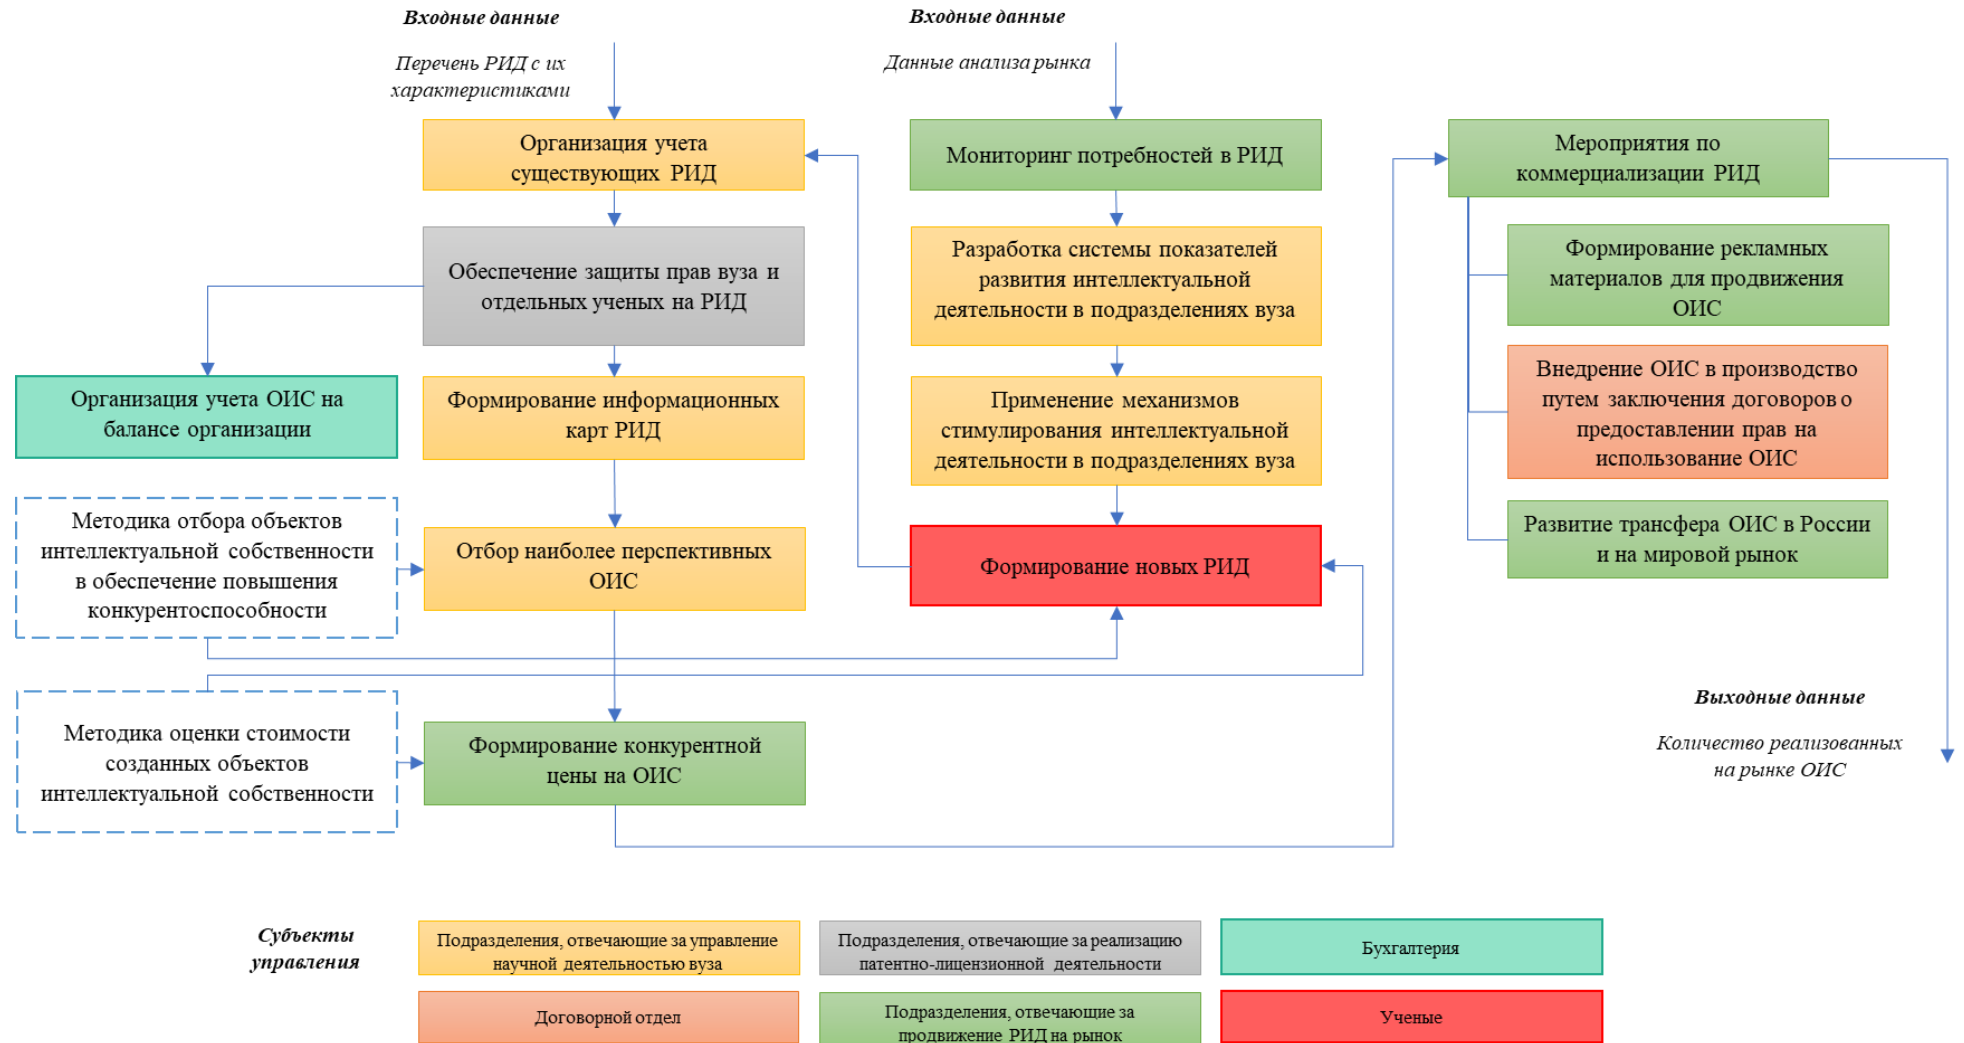 Входные данные
Перечень РИД с их
характеристиками
Входные данные
Данные анализа рынка
Организация учета
существующих РИД
Мониторинг потребностей в РИД
Мероприятия по
коммерциализации РИД
Обеспечение защиты прав вуза и
отдельных ученых на РИД
Разработка системы показателей
развития интеллектуальной
деятельности в подразделениях вуза
Формирование рекламных
материалов для продвижения
ОИС
Организация учета ОИС на
балансе организации
Формирование информационных
карт РИД
Применение механизмов
стимулирования интеллектуальной
деятельности в подразделениях вуза
Внедрение ОИС в производство
путем заключения договоров о
предоставлении прав на
использование ОИС
Методика отбора объектов
интеллектуальной собственности
в обеспечение повышения
конкурентоспособности
Отбор наиболее перспективных
ОИС
Формирование новых РИД
Развитие трансфера ОИС в России
и на мировой рынок
Методика оценки стоимости
созданных объектов
интеллектуальной собственности
Формирование конкурентной
цены на ОИС
Выходные данные
Количество реализованных
на рынке ОИС
Субъекты
управления
Подразделения, отвечающие за управление
научной деятельностью вуза
Подразделения, отвечающие за реализацию
патентно-лицензионной деятельности
Бухгалтерия
Договорной отдел
Подразделения, отвечающие за
продвижение РИД на рынок
Ученые